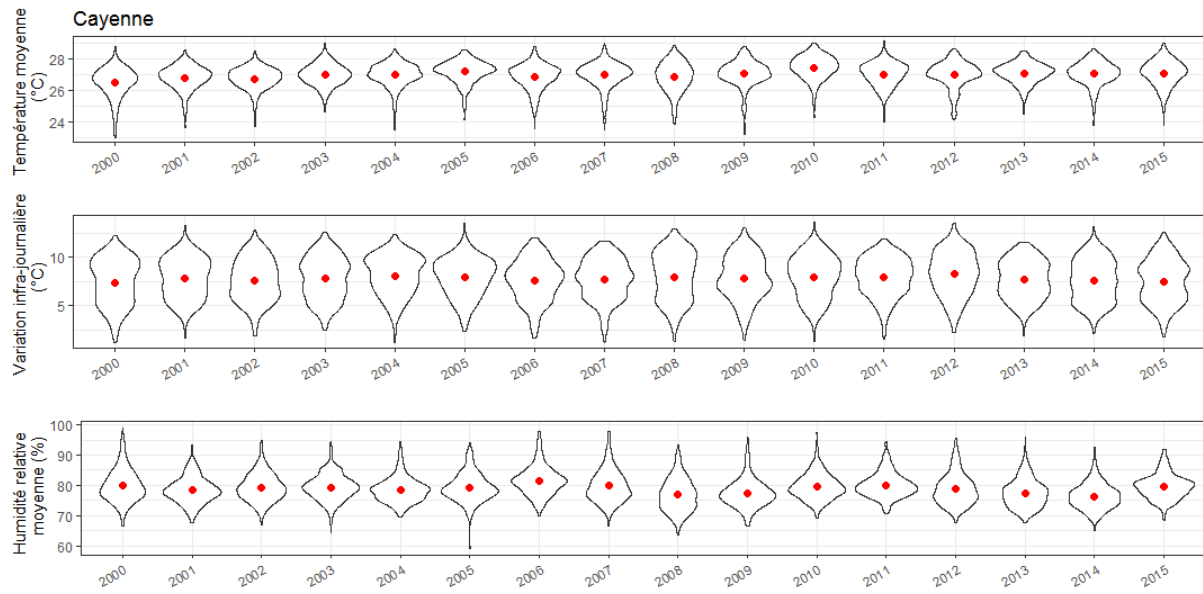 Cayenne
Température moyenne
(°C)
28
26
24
2000 2001 2002 2003 2004 2005 2006 2007 2008 2009 2010 2011 2012 2013 2014 2015
Variation infra-journalière
(°C)
10
5
2000 2001 2002 2003 2004 2005 2006 2007 2008 2009 2010 2011 2012 2013 2014 2015
Humidité relative
moyenne (%)
100
90
80
70
60
2000 2001 2002 2003 2004 2005 2006 2007 2008 2009 2010 2011 2012 2013 2014 2015